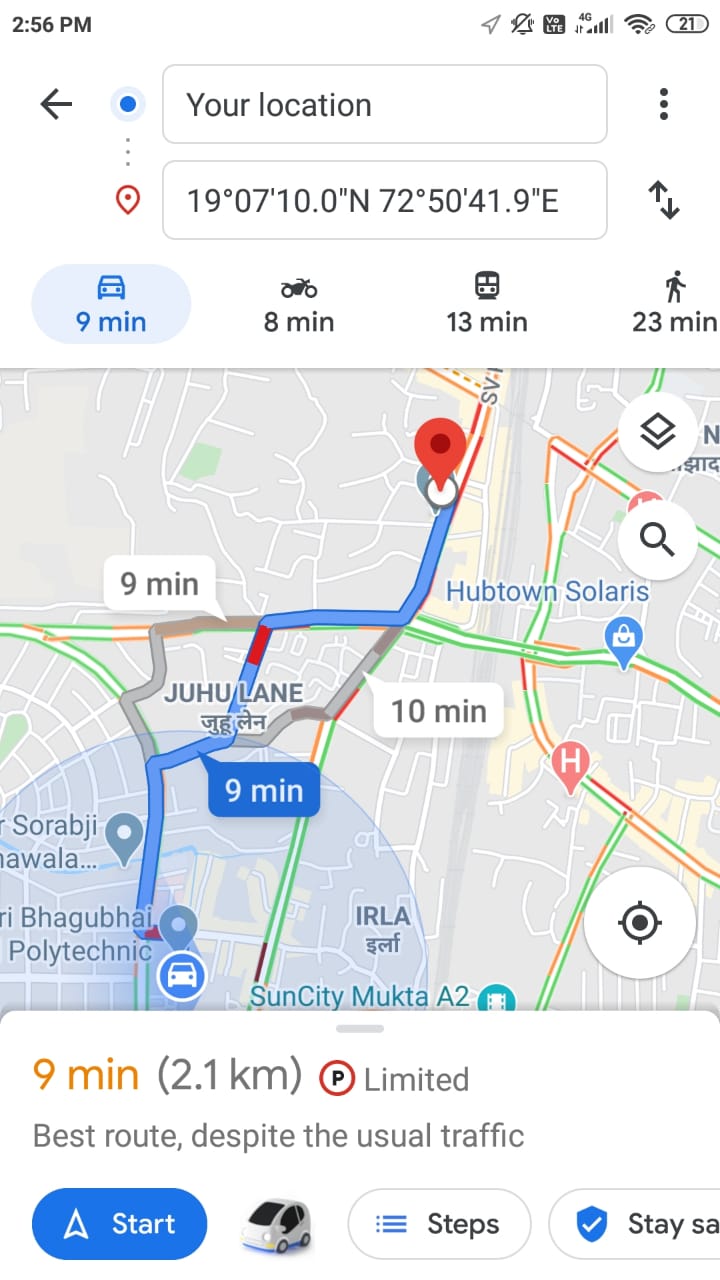 2:56 PM
Vo LTE
4G
21
Your location
19°07'10.0"N 72°50'41.9"E
9 min
8 min
13 min
23 min
SV
N
9 min
Hubtown Solaris
JUHU LANE
जुहू लेन
10 min
H
9 min
r Sorabji
nawala...
ri Bhagubhai
Polytechnic
IRLA
इर्ला
SunCity Mukta A2
9 min (2.1 km) P Limited
Best route, despite the usual traffic
Start
Steps
Stay sa